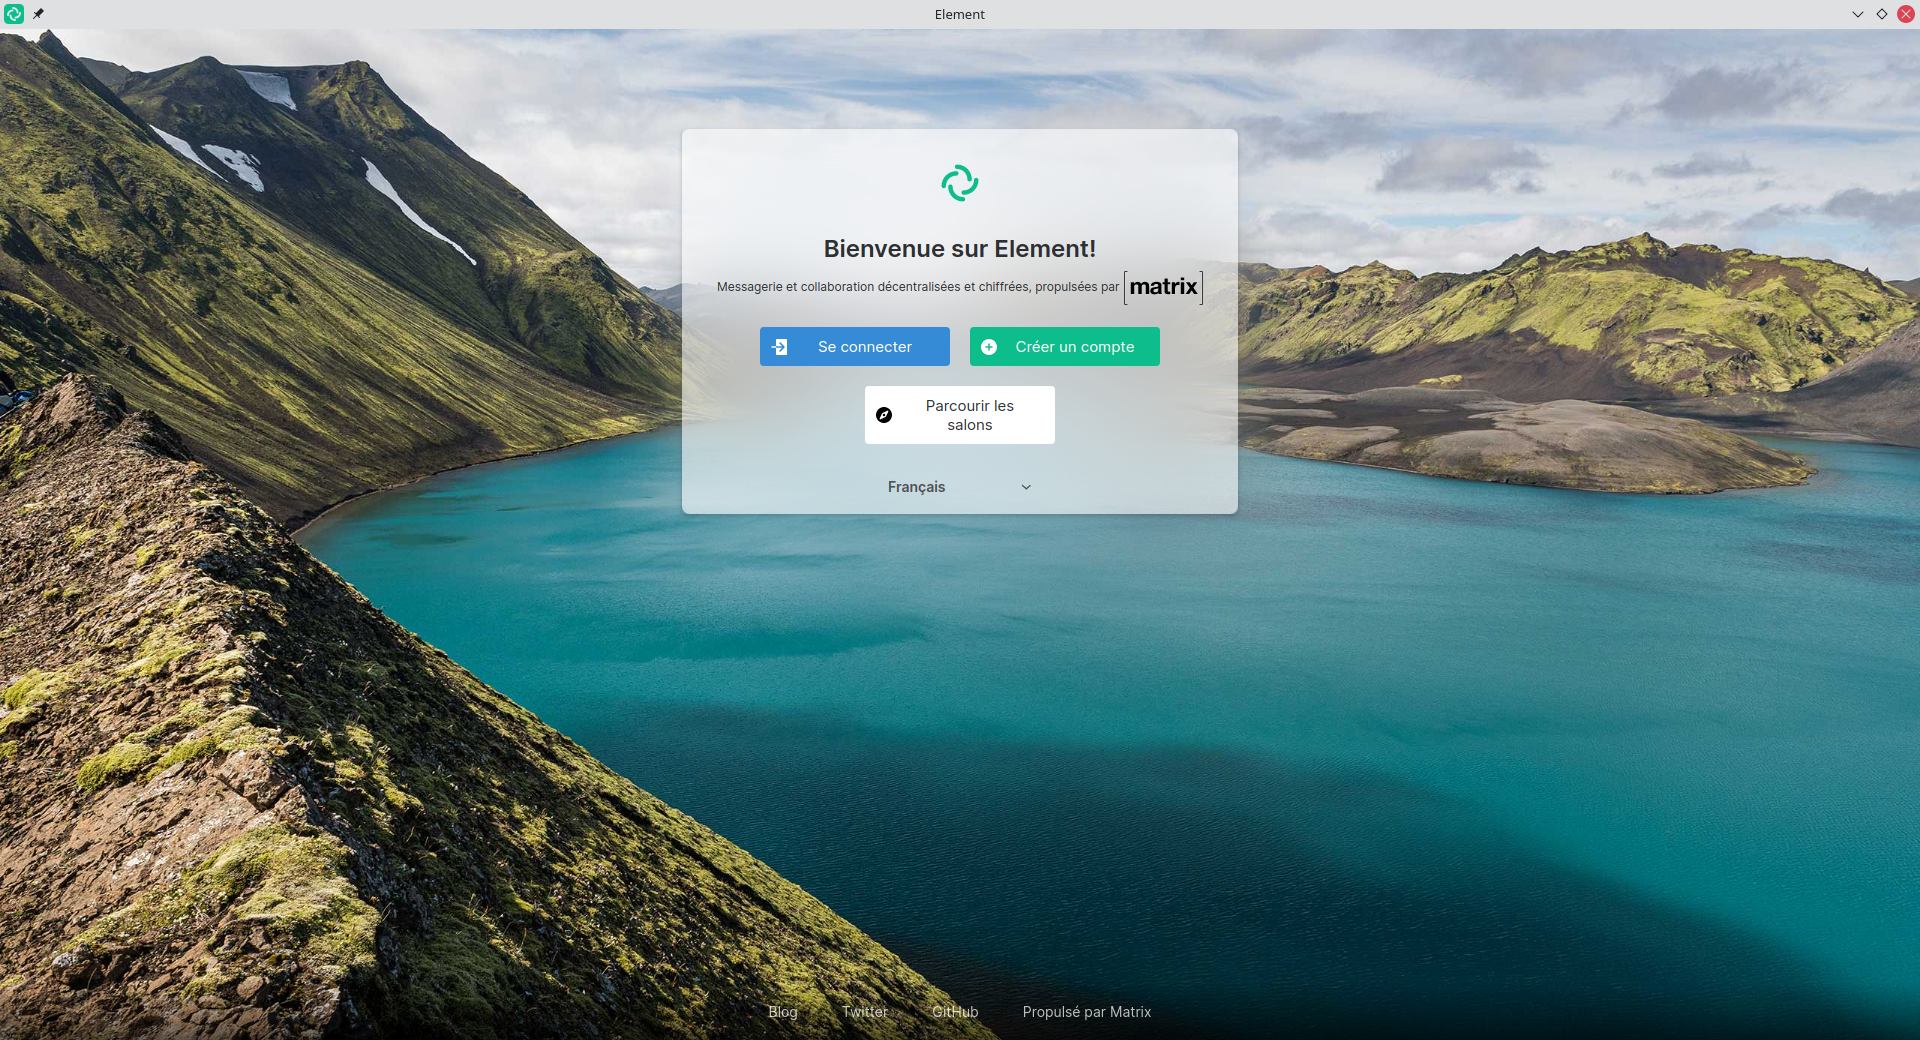 Element
Bienvenue sur Element!
Messagerie et collaboration décentralisées et chiffrées, propulsées par [matrix]
Se connecter
Créer un compte
Parcourir les
salons
Français
Blog
Twitter
GitHub
Propulsé par Matrix